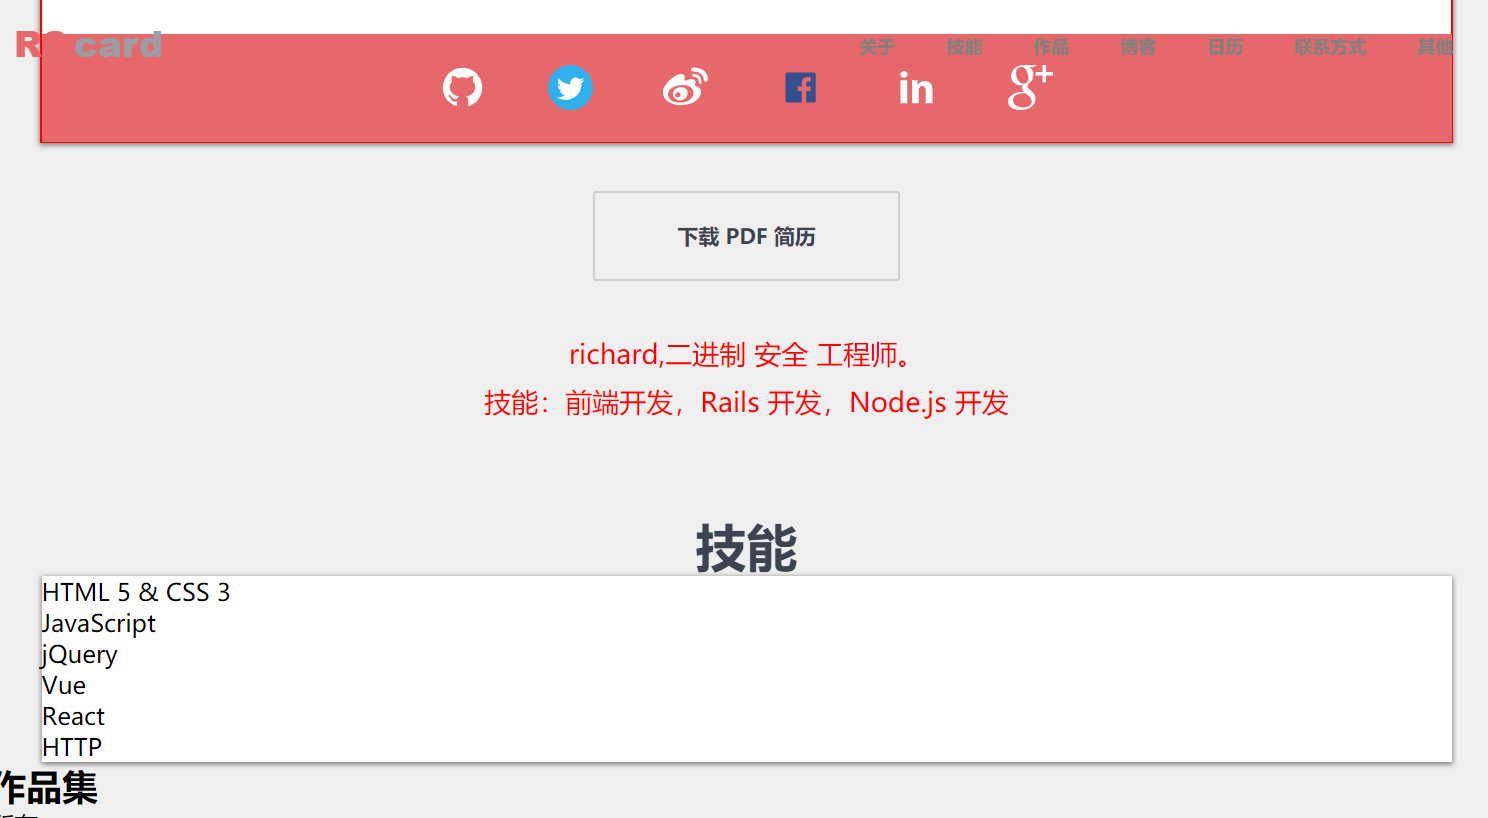 card
关于 技能 作品 博客 日历 联系方式 其他
in
g+
下载 PDF 简历
richard,二进制 安全 工程师。
技能：前端开发，Rails 开发，Node.js 开发
技能
HTML 5 & CSS 3
JavaScript
jQuery
Vue
React
HTTP
作品集